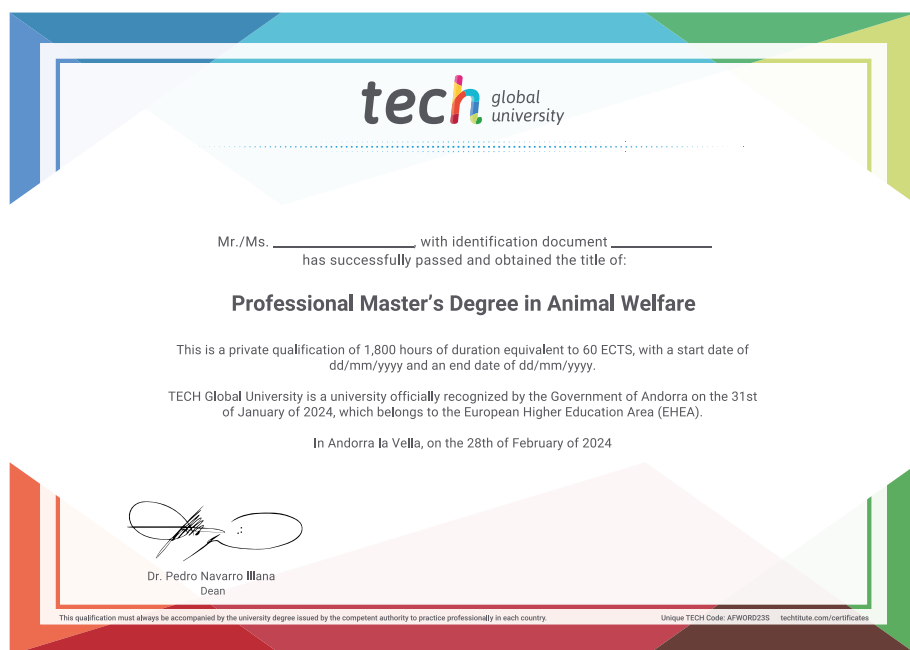 tech global
university
Mr./Ms. ____________, with identification document ____________
has successfully passed and obtained the title of:
Professional Master's Degree in Animal Welfare
This is a private qualification of 1,800 hours of duration equivalent to 60 ECTS, with a start date of
dd/mm/yyyy and an end date of dd/mm/yyyy.
TECH Global University is a university officially recognized by the Government of Andorra on the 31st
of January of 2024, which belongs to the European Higher Education Area (EHEA).
In Andorra la Vella, on the 28th of February of 2024
Dr. Pedro Navarro Illana
Dean
This qualification must always be accompanied by the university degree issued by the competent authority to practice professionally in each country.
Unique TECH Code: AFWORD23S techtitute.com/certificates